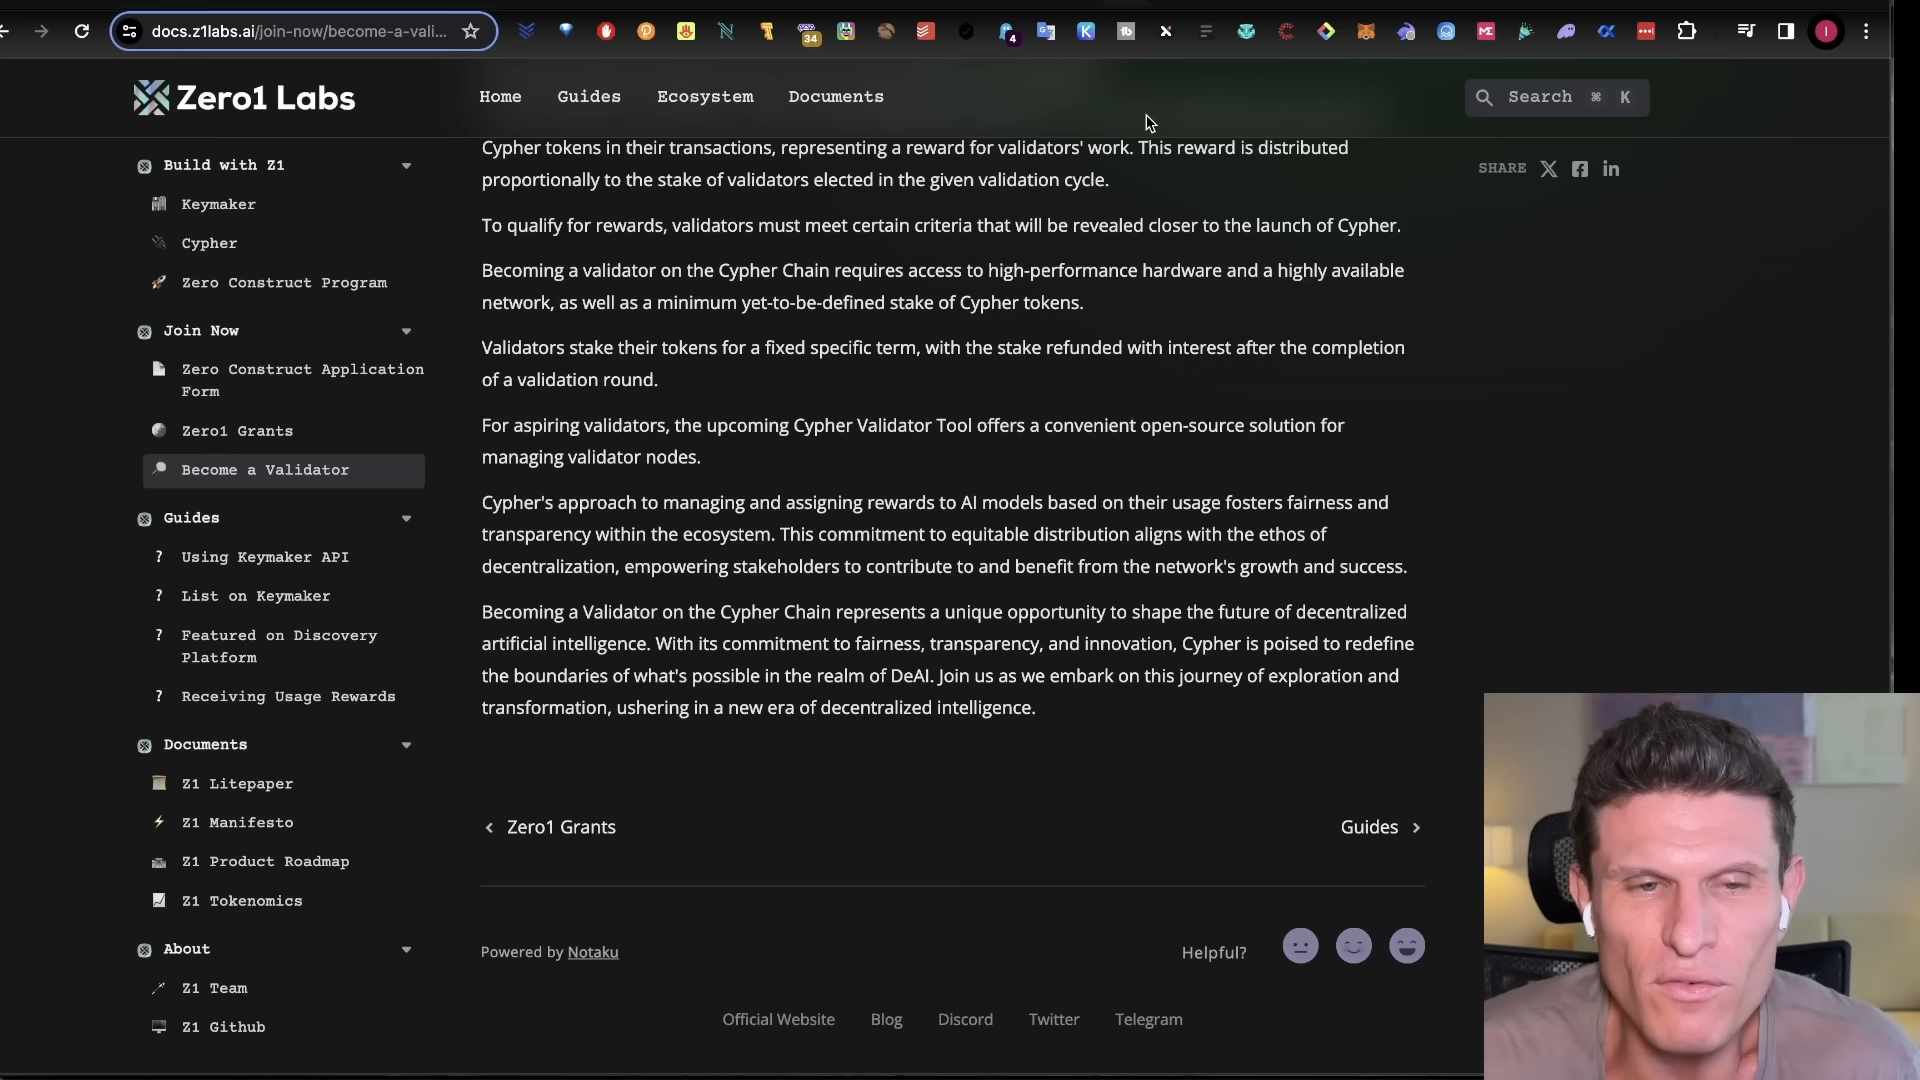 docs.z1labs.ai/join-now/become-a-vali...
34
4
1b
I
Zero1 Labs
Home
Guides
Ecosystem
Documents
Search ⌘ K
Build with Z1
Keymaker
Cypher
Zero Construct Program
Join Now
Zero Construct Application
Form
Zero1 Grants
Become a Validator
Guides
? Using Keymaker API
? List on Keymaker
? Featured on Discovery
Platform
? Receiving Usage Rewards
Documents
Z1 Litepaper
Z1 Manifesto
Z1 Product Roadmap
Z1 Tokenomics
About
Z1 Team
Z1 Github
Cypher tokens in their transactions, representing a reward for validators' work. This reward is distributed
proportionally to the stake of validators elected in the given validation cycle.
To qualify for rewards, validators must meet certain criteria that will be revealed closer to the launch of Cypher.
Becoming a validator on the Cypher Chain requires access to high-performance hardware and a highly available
network, as well as a minimum yet-to-be-defined stake of Cypher tokens.
Validators stake their tokens for a fixed specific term, with the stake refunded with interest after the completion
of a validation round.
For aspiring validators, the upcoming Cypher Validator Tool offers a convenient open-source solution for
managing validator nodes.
Cypher's approach to managing and assigning rewards to AI models based on their usage fosters fairness and
transparency within the ecosystem. This commitment to equitable distribution aligns with the ethos of
decentralization, empowering stakeholders to contribute to and benefit from the network's growth and success.
Becoming a Validator on the Cypher Chain represents a unique opportunity to shape the future of decentralized
artificial intelligence. With its commitment to fairness, transparency, and innovation, Cypher is poised to redefine
the boundaries of what's possible in the realm of DeAI. Join us as we embark on this journey of exploration and
transformation, ushering in a new era of decentralized intelligence.
SHARE
Zero1 Grants
Guides
Powered by Notaku
Helpful?
Official Website
Blog
Discord
Twitter
Telegram